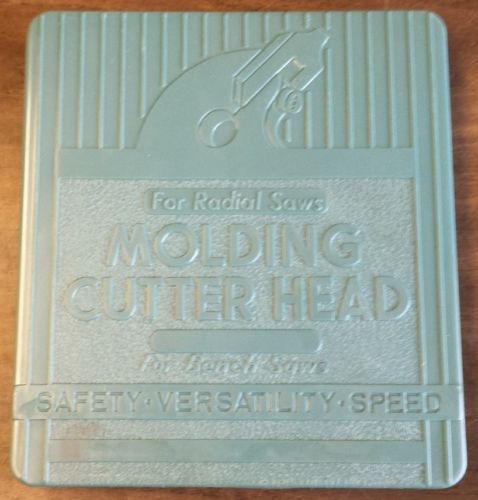 For Radial Saws
MOLDING
CUTTER HEAD
For Bench Saws
SAFETY·VERSATILITY·SPEED